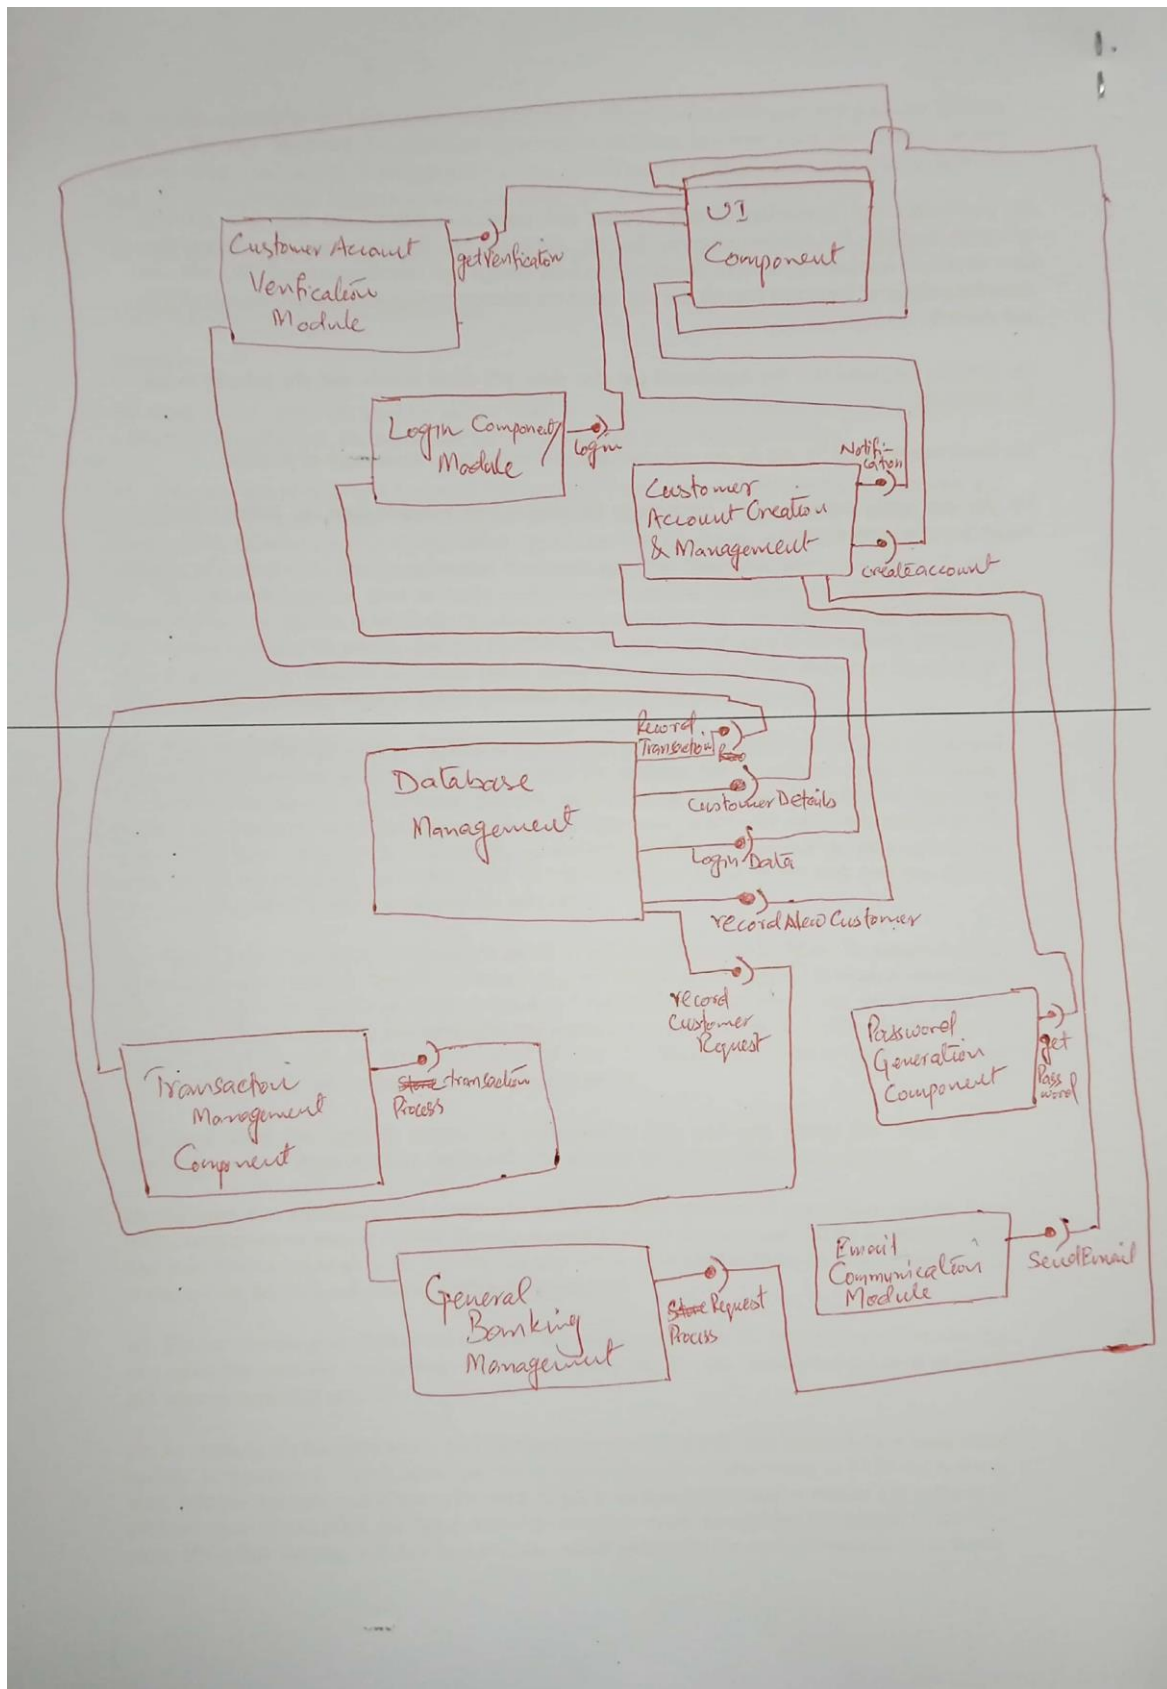 UI
Component
Customer Account
Verification
Module
getVerification
Login Component/
Module
Login
Notifi-
cation
Customer
Account Creation
& Management
createaccount
Record
Transaction
Database
Management
CustomerDetails
Login Data
recordNewCustomer
record
Customer
Request
Password
Generation
Component
get
Pass
word
Transaction
Management
Component
Store transaction
Process
Email
Communication
Module
SendEmail
General
Banking
Management
Store Request
Process